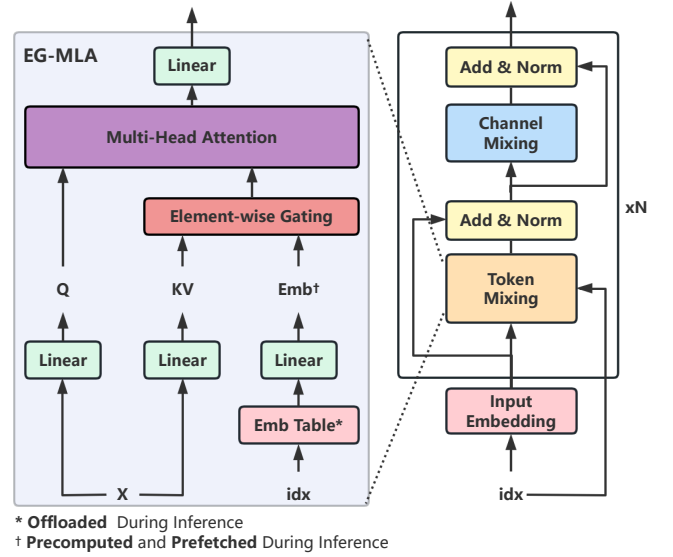 EG-MLA
Linear
Multi-Head Attention
Element-wise Gating
Q
KV
Emb†
Linear
Linear
Linear
Emb Table*
X
idx
Add & Norm
Channel
Mixing
xN
Add & Norm
Token
Mixing
Input
Embedding
idx
* Offloaded During Inference
† Precomputed and Prefetched During Inference